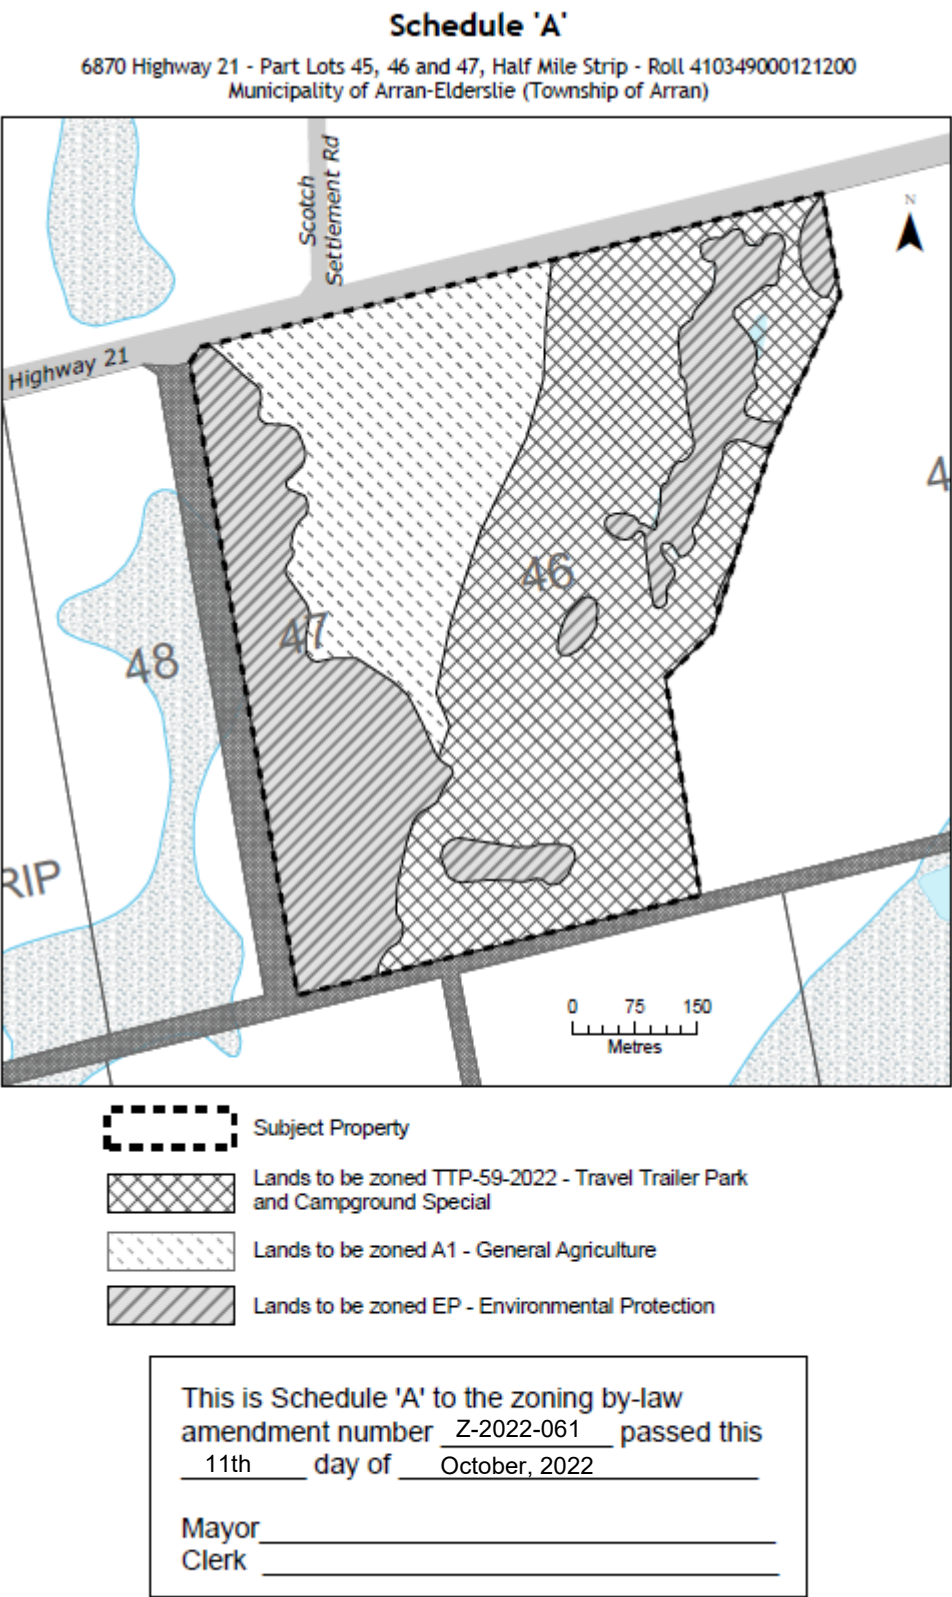 Schedule 'A'
6870 Highway 21 - Part Lots 45, 46 and 47, Half Mile Strip - Roll 410349000121200
Municipality of Arran-Elderslie (Township of Arran)
Scotch
Settlement Rd
N
Highway 21
4
46
47
48
RIP
0 75 150
Metres
Subject Property
Lands to be zoned TTP-59-2022 - Travel Trailer Park
and Campground Special
Lands to be zoned A1 - General Agriculture
Lands to be zoned EP - Environmental Protection
This is Schedule 'A' to the zoning by-law
amendment number Z-2022-061 passed this
11th day of October, 2022
Mayor
Clerk